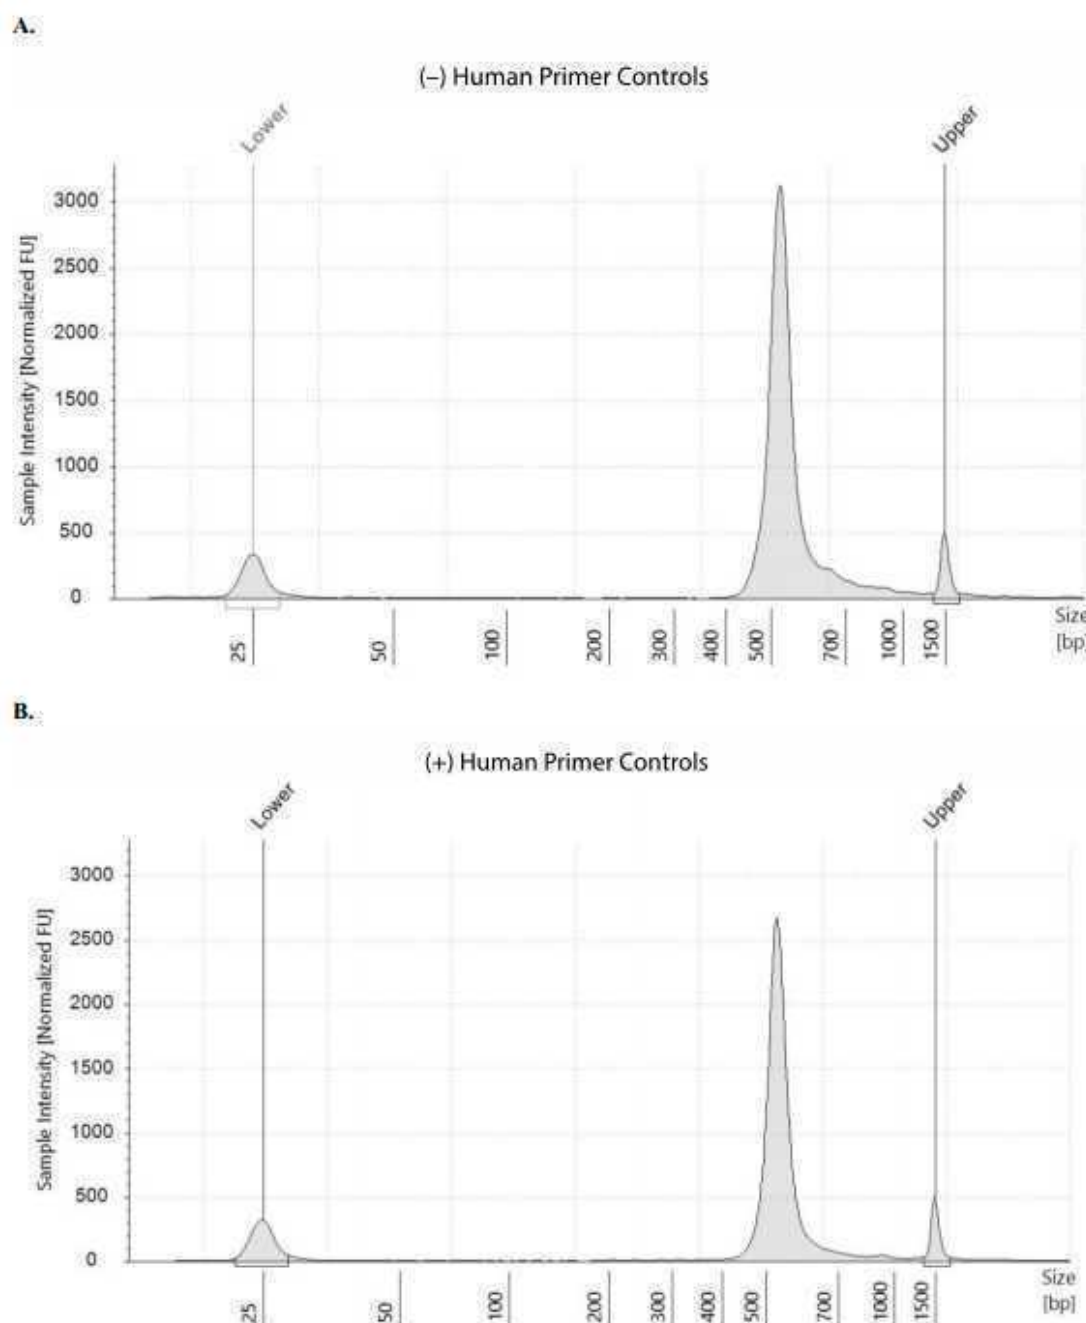 A.
(−) Human Primer Controls
Lower
Upper
Sample Intensity [Normalized FU]
3000
2500
2000
1500
1000
500
0
25
50
100
200
300
400
500
700
1000
1500
Size
[bp]
B.
(+) Human Primer Controls
Lower
Upper
Sample Intensity [Normalized FU]
3000
2500
2000
1500
1000
500
0
25
50
100
200
300
400
500
700
1000
1500
Size
[bp]